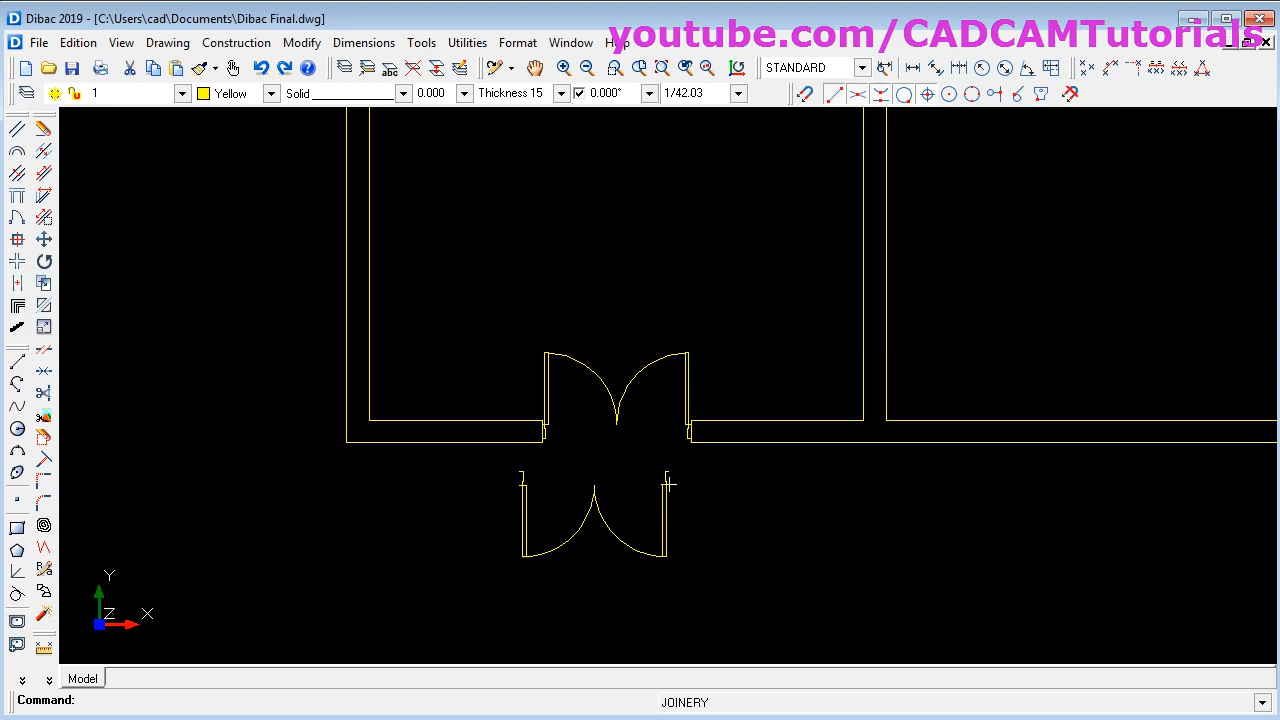 Dibac 2019 - [C:\Users\cad\Documents\Dibac Final.dwg]
youtube.com/CADCAMTutorials
File Edition View Drawing Construction Modify Dimensions Tools Utilities Format Window Help
STANDARD
1 Yellow Solid 0.000 Thickness 15 0.000° 1/42.03
Y
Z X
Model
Command: JOINERY